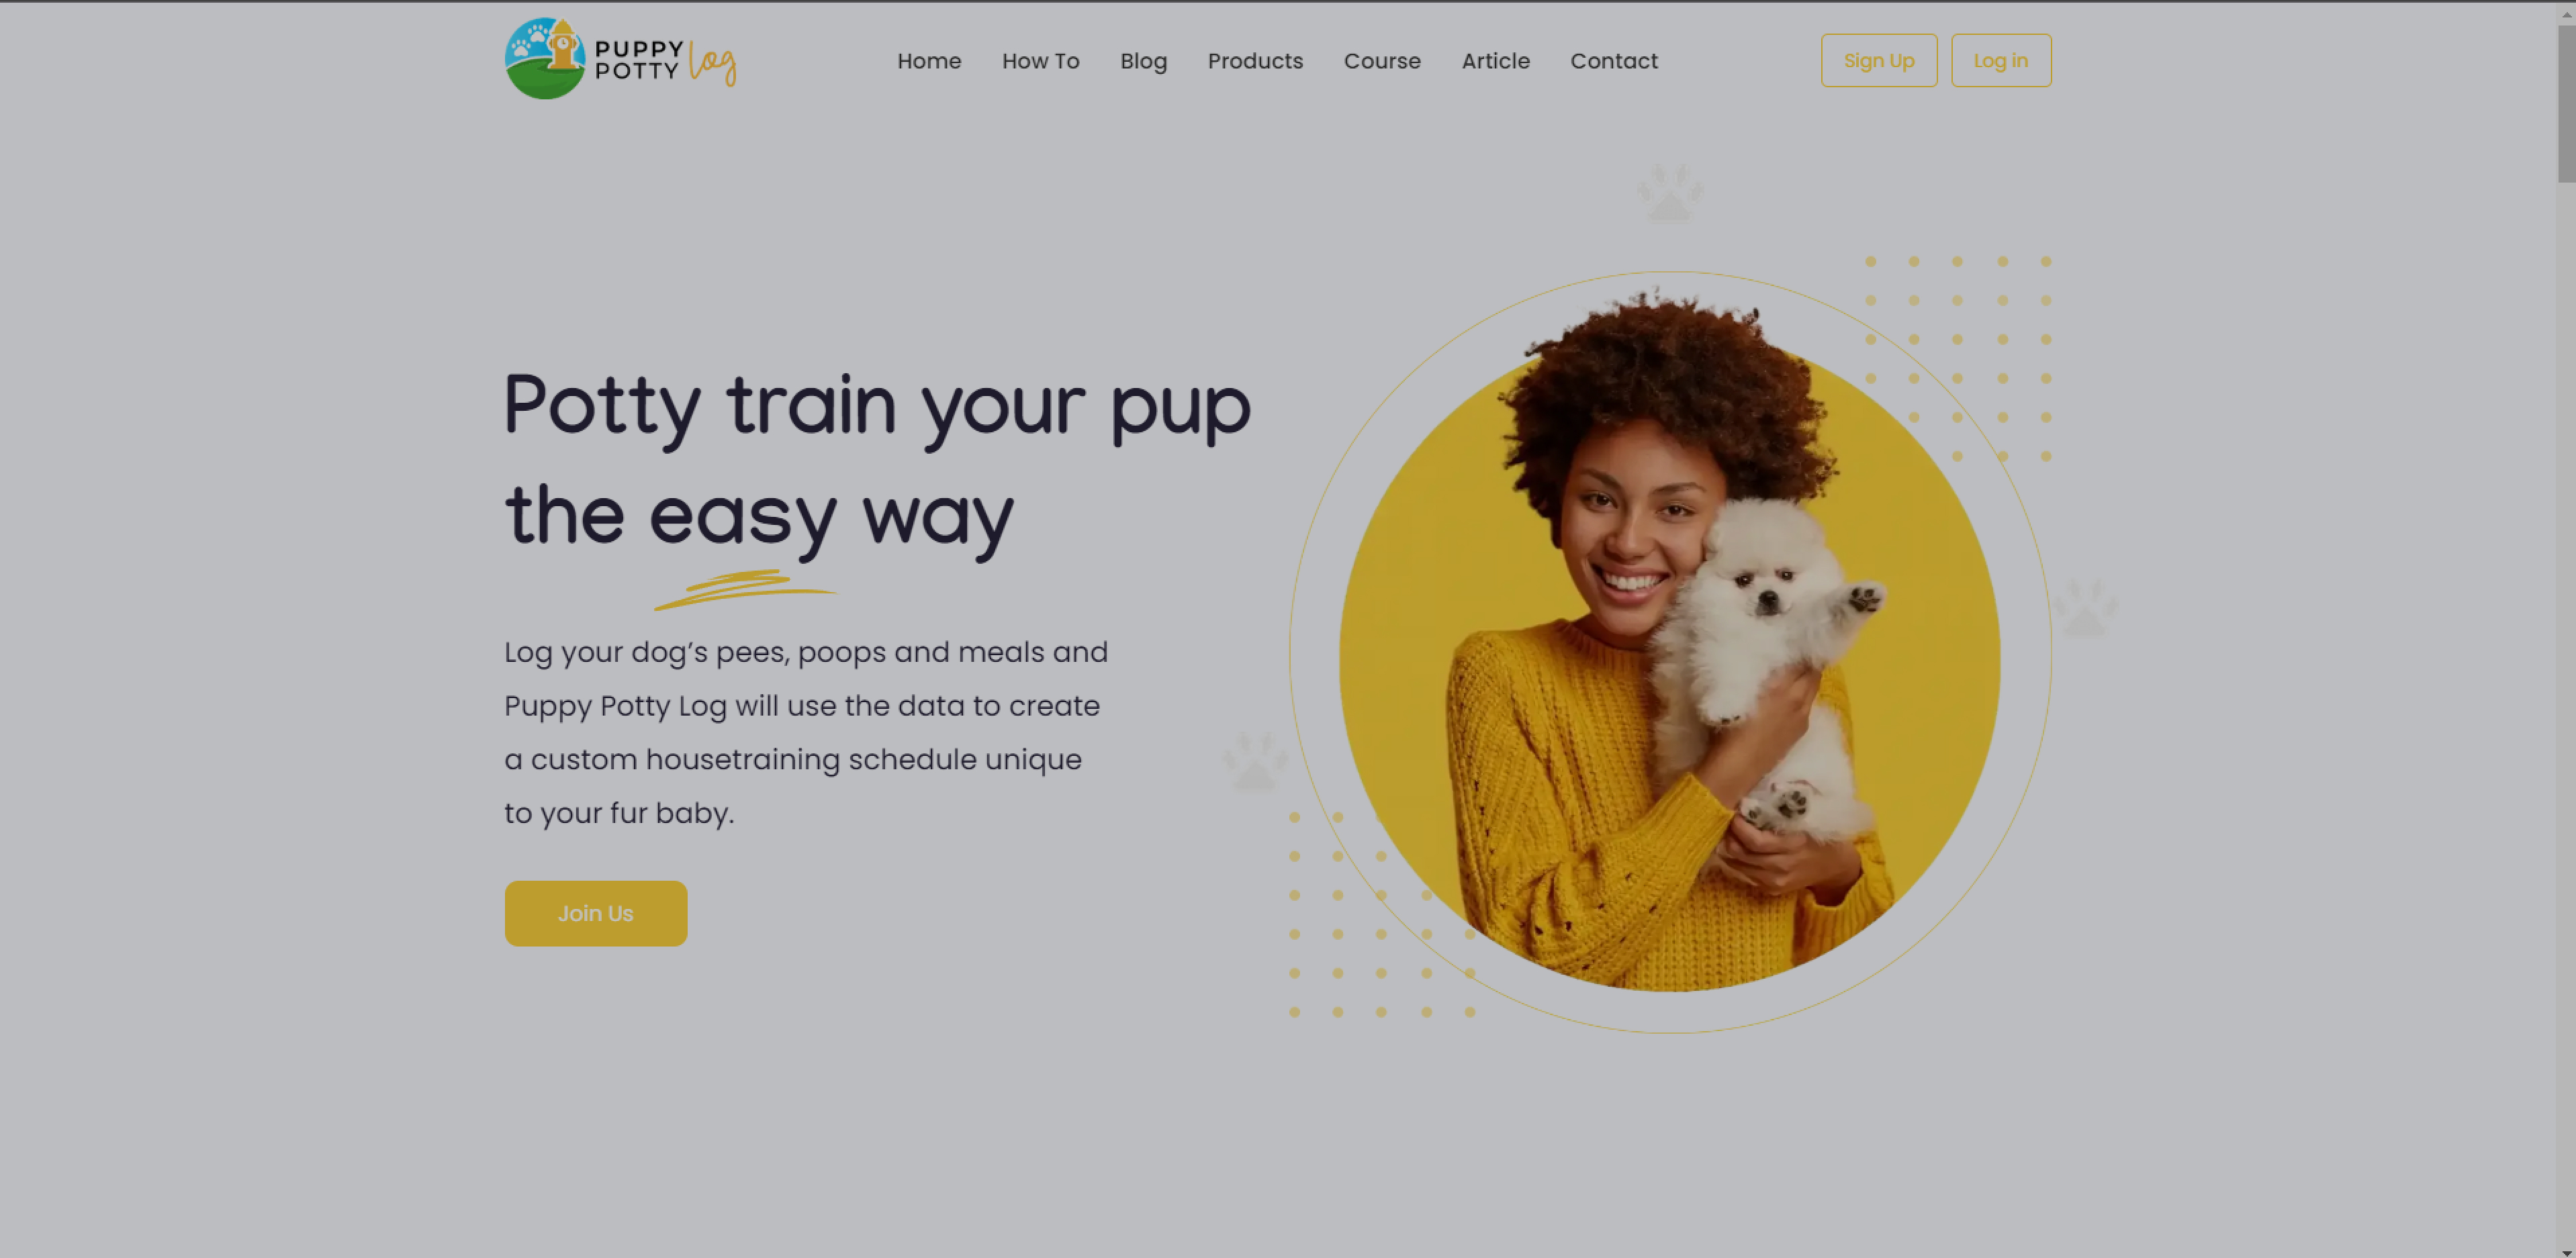 PUPPY
POTTY log
Home How To Blog Products Course Article Contact
Sign Up Log in
Potty train your pup
the easy way
Log your dog’s pees, poops and meals and
Puppy Potty Log will use the data to create
a custom housetraining schedule unique
to your fur baby.
Join Us